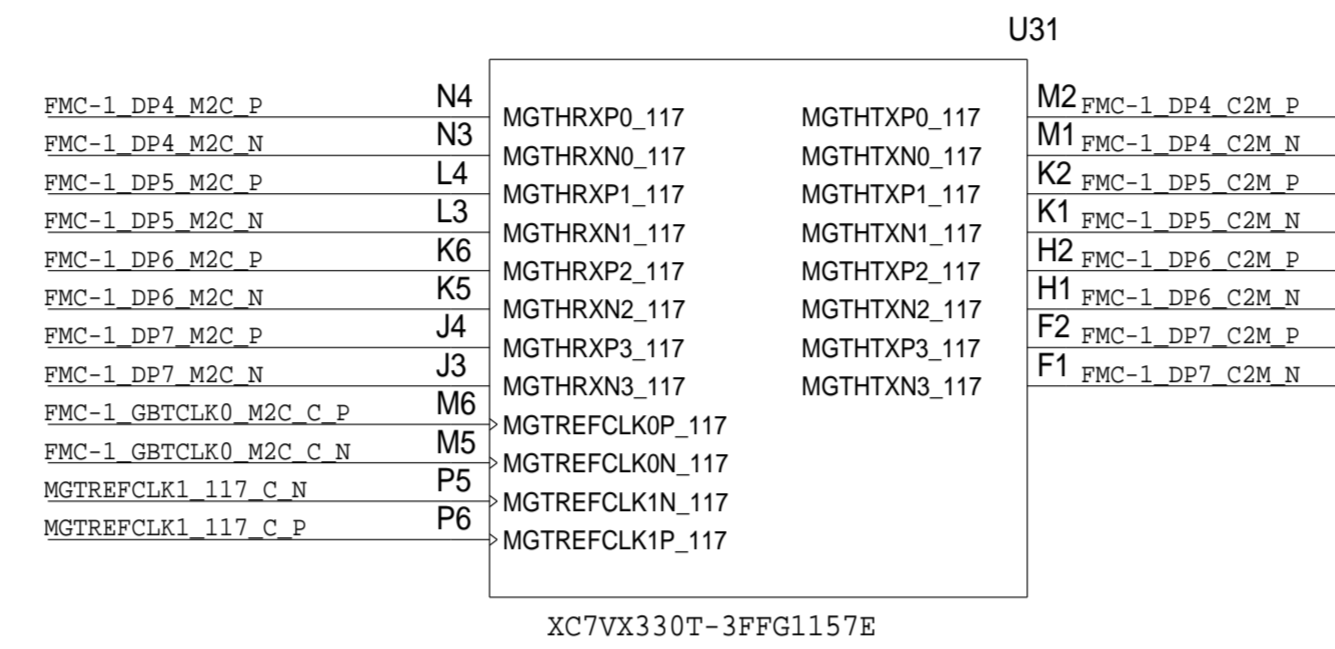 U31
FMC-1_DP4_M2C_P N4 MGTHRXP0_117 MGTHTXP0_117 M2 FMC-1_DP4_C2M_P
FMC-1_DP4_M2C_N N3 MGTHRXN0_117 MGTHTXN0_117 M1 FMC-1_DP4_C2M_N
FMC-1_DP5_M2C_P L4 MGTHRXP1_117 MGTHTXP1_117 K2 FMC-1_DP5_C2M_P
FMC-1_DP5_M2C_N L3 MGTHRXN1_117 MGTHTXN1_117 K1 FMC-1_DP5_C2M_N
FMC-1_DP6_M2C_P K6 MGTHRXP2_117 MGTHTXP2_117 H2 FMC-1_DP6_C2M_P
FMC-1_DP6_M2C_N K5 MGTHRXN2_117 MGTHTXN2_117 H1 FMC-1_DP6_C2M_N
FMC-1_DP7_M2C_P J4 MGTHRXP3_117 MGTHTXP3_117 F2 FMC-1_DP7_C2M_P
FMC-1_DP7_M2C_N J3 MGTHRXN3_117 MGTHTXN3_117 F1 FMC-1_DP7_C2M_N
FMC-1_GBTCLK0_M2C_C_P M6 MGTREFCLK0P_117
FMC-1_GBTCLK0_M2C_C_N M5 MGTREFCLK0N_117
MGTREFCLK1_117_C_N P5 MGTREFCLK1N_117
MGTREFCLK1_117_C_P P6 MGTREFCLK1P_117
XC7VX330T-3FFG1157E